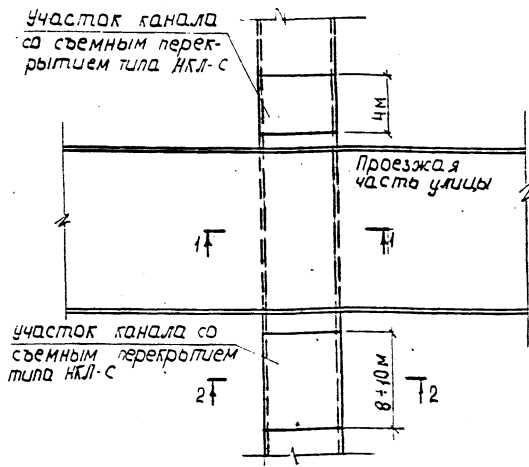 Участок канала
со съемным перек-
рытием типа НКЛ-С
4м
Проезжая
часть улицы
1
1
Участок канала со
съемным перекрытием
типа НКЛ-С
8÷10м
2
2